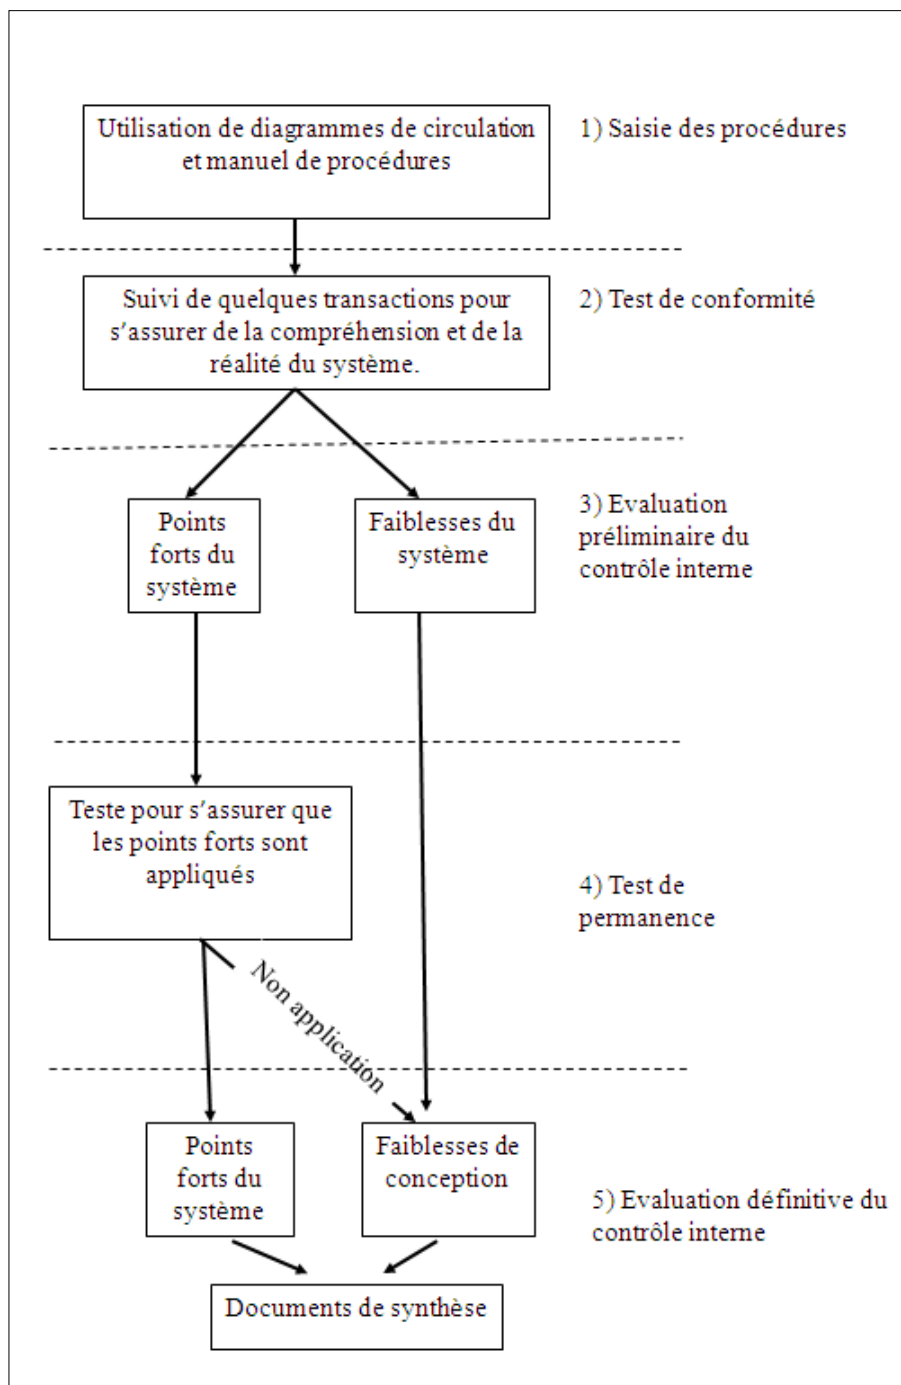 Utilisation de diagrammes de circulation
et manuel de procédures
1) Saisie des procédures
Suivi de quelques transactions pour
s’assurer de la compréhension et de la
réalité du système.
2) Test de conformité
Points
forts du
système
Faiblesses du
système
3) Evaluation
préliminaire du
contrôle interne
Teste pour s’assurer que
les points forts sont
appliqués
4) Test de
permanence
Non application
Points
forts du
système
Faiblesses de
conception
5) Evaluation définitive du
contrôle interne
Documents de synthèse